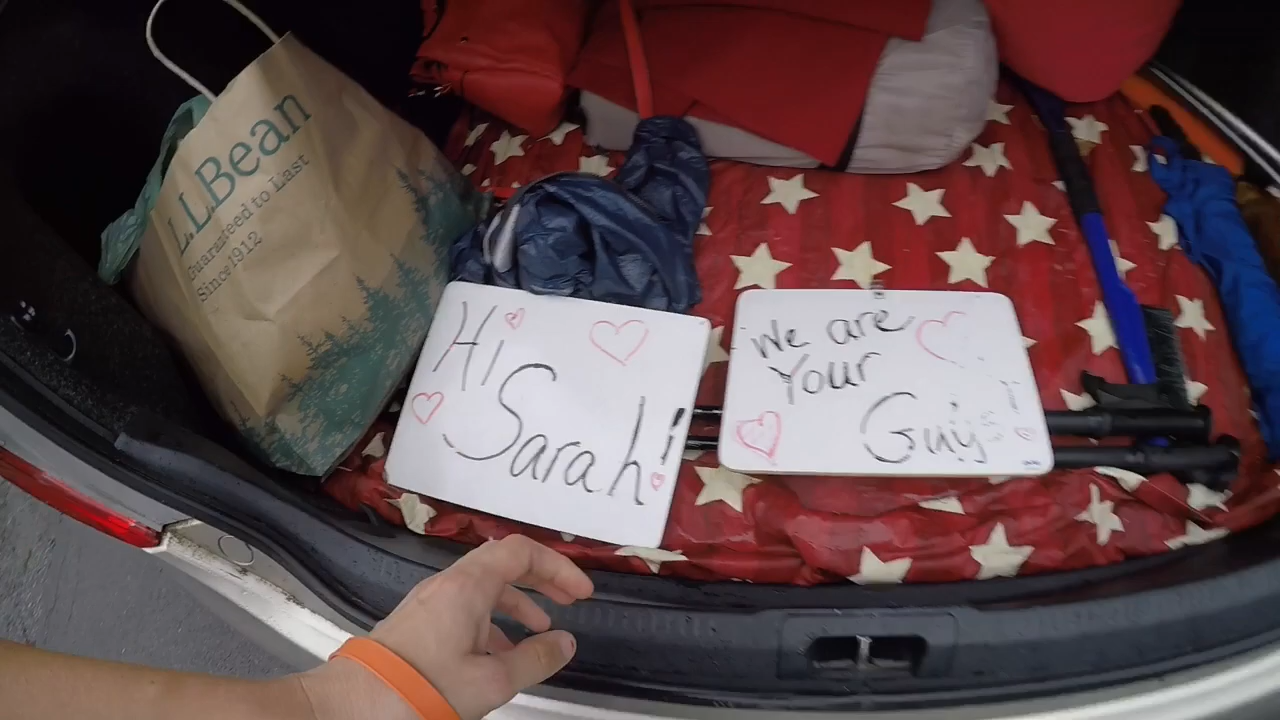 L.L.Bean
Guaranteed to Last
Since 1912
Hi
Sarah!
We are
Your
Guys!